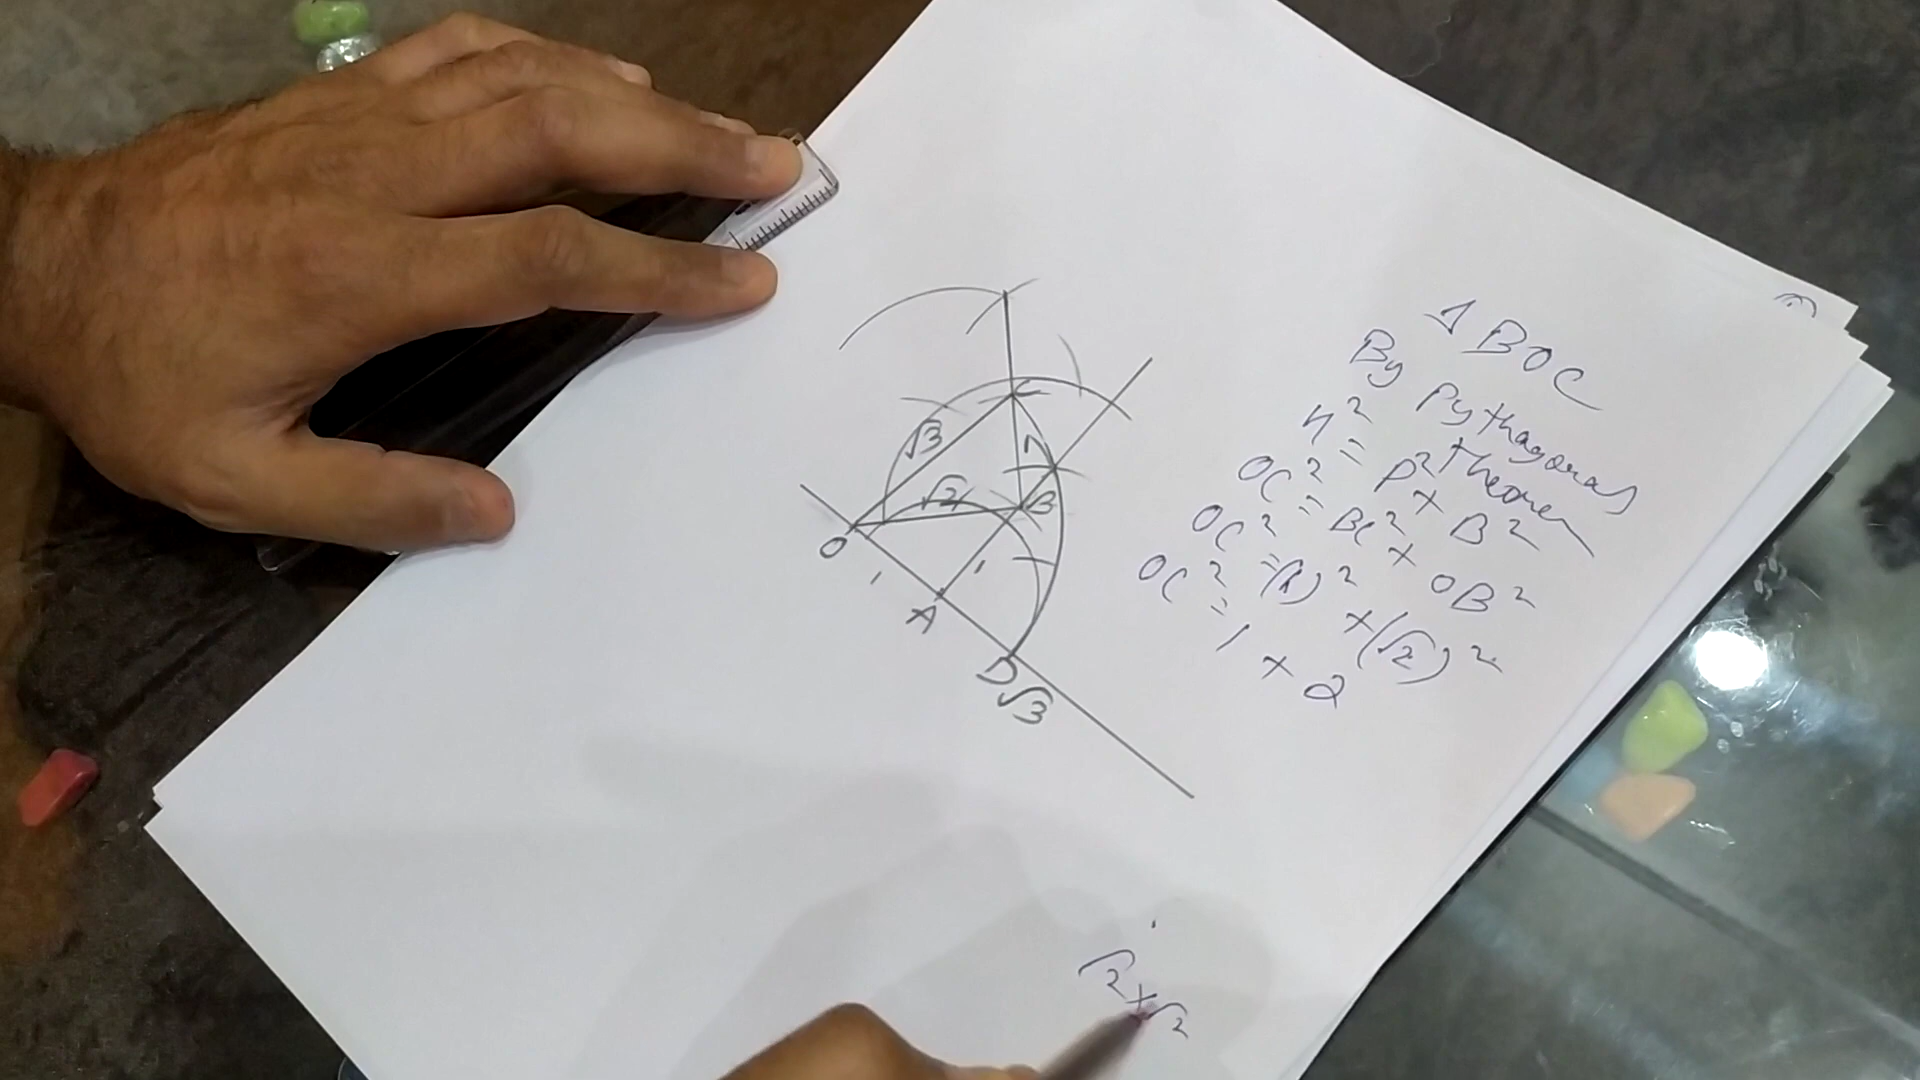 Δ BOC
By Pythagoras theorem
H² = P² + B²
OC² = BC² + OB²
OC² = (1)² + (√2)²
OC² = 1 + 2
C
√3
1
√2
B
O
1
1
A
D √3
√2 × √2